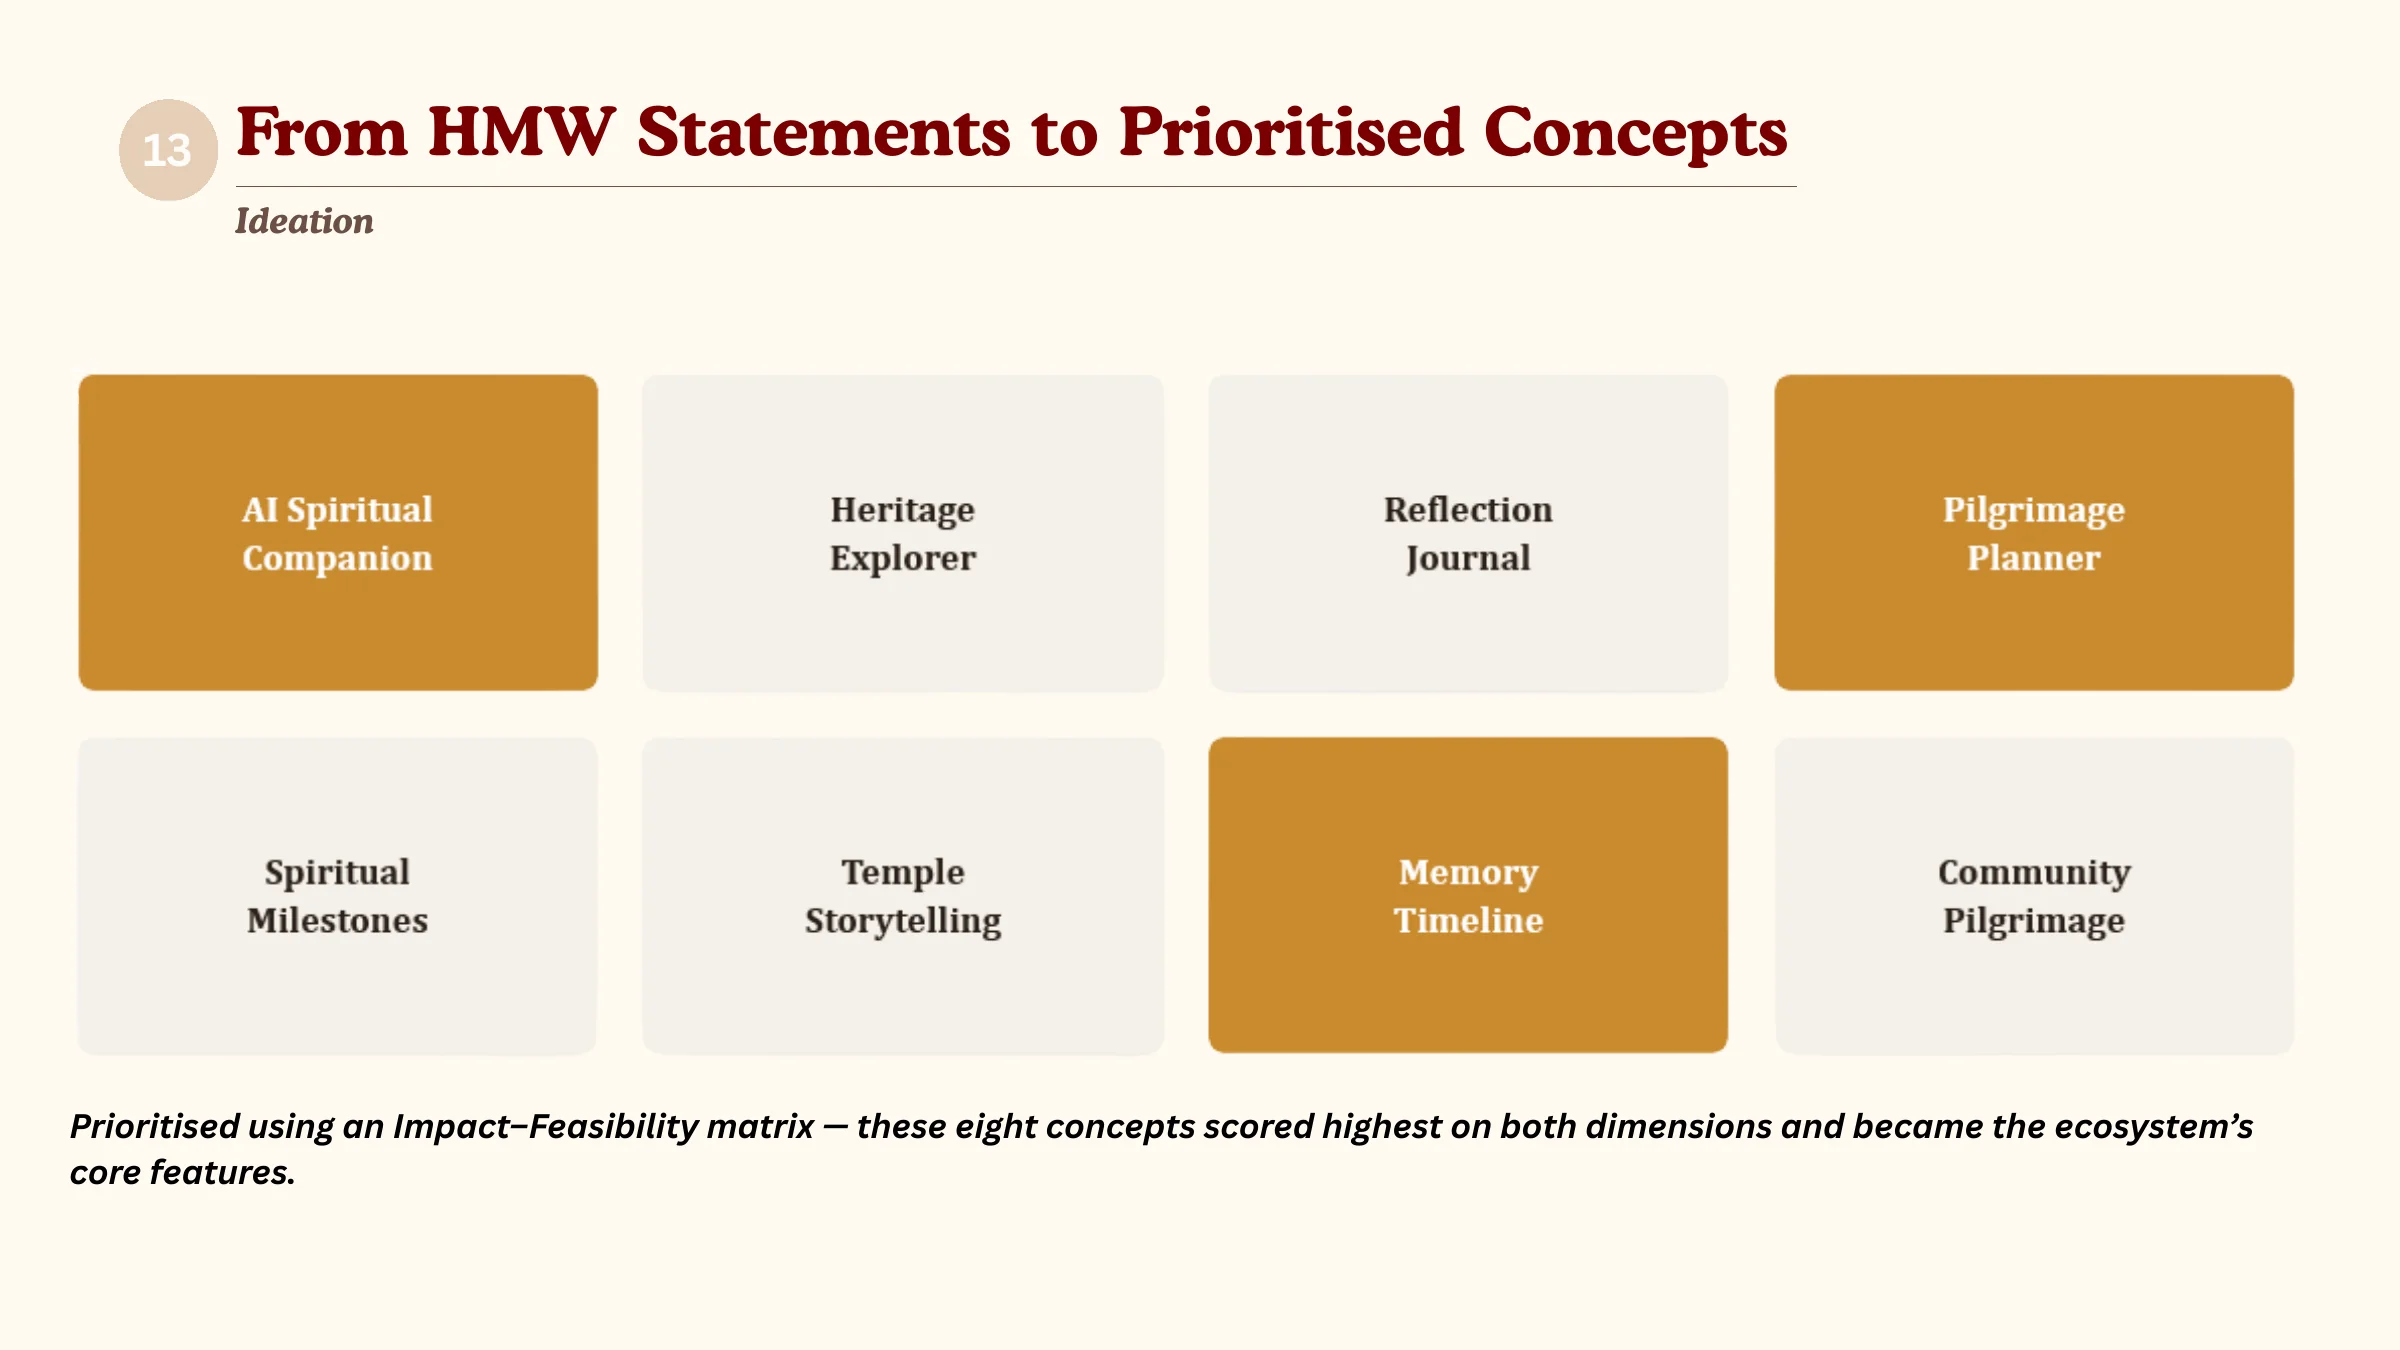 13
From HMW Statements to Prioritised Concepts
Ideation
AI Spiritual
Companion
Heritage
Explorer
Reflection
Journal
Pilgrimage
Planner
Spiritual
Milestones
Temple
Storytelling
Memory
Timeline
Community
Pilgrimage
Prioritised using an Impact–Feasibility matrix — these eight concepts scored highest on both dimensions and became the ecosystem’s
core features.